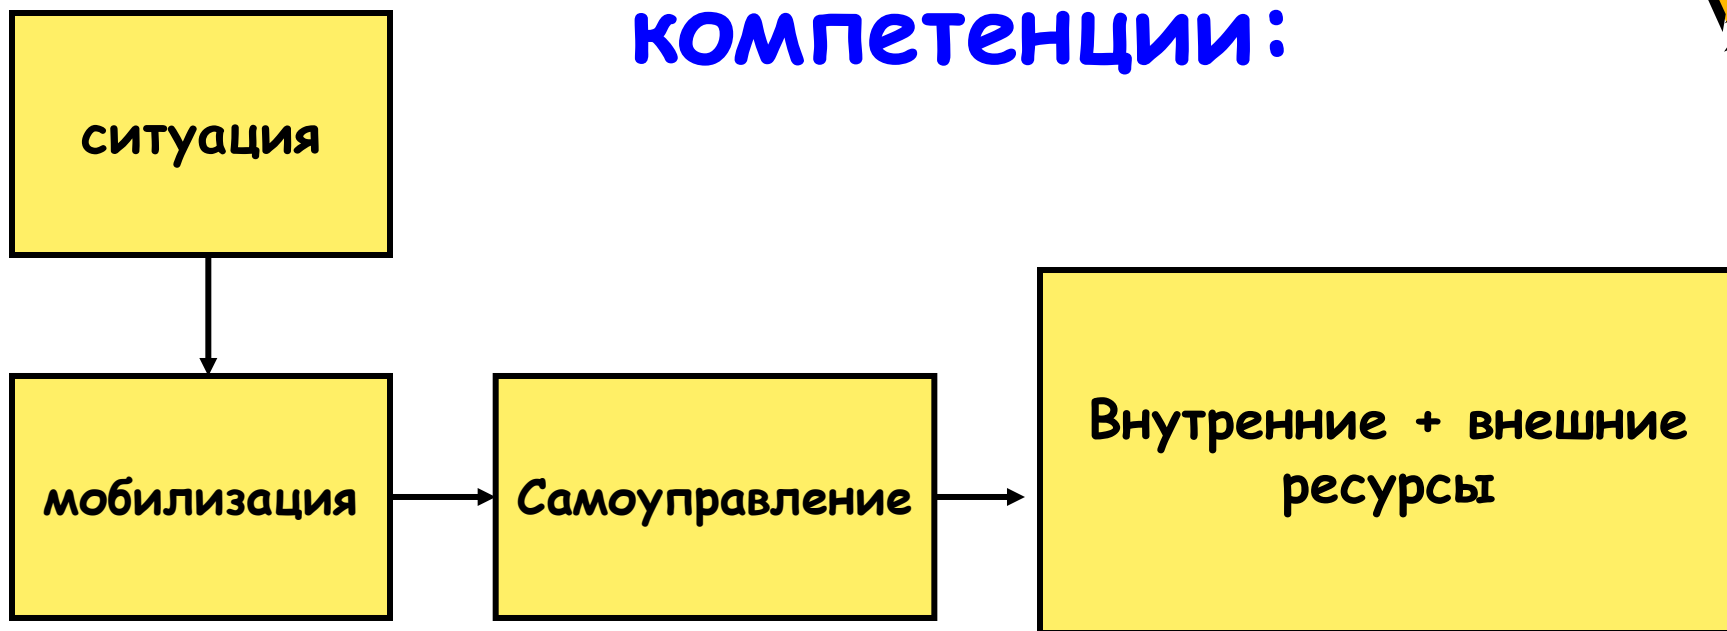 компетенции:
ситуация
мобилизация
Самоуправление
Внутренние + внешние
ресурсы